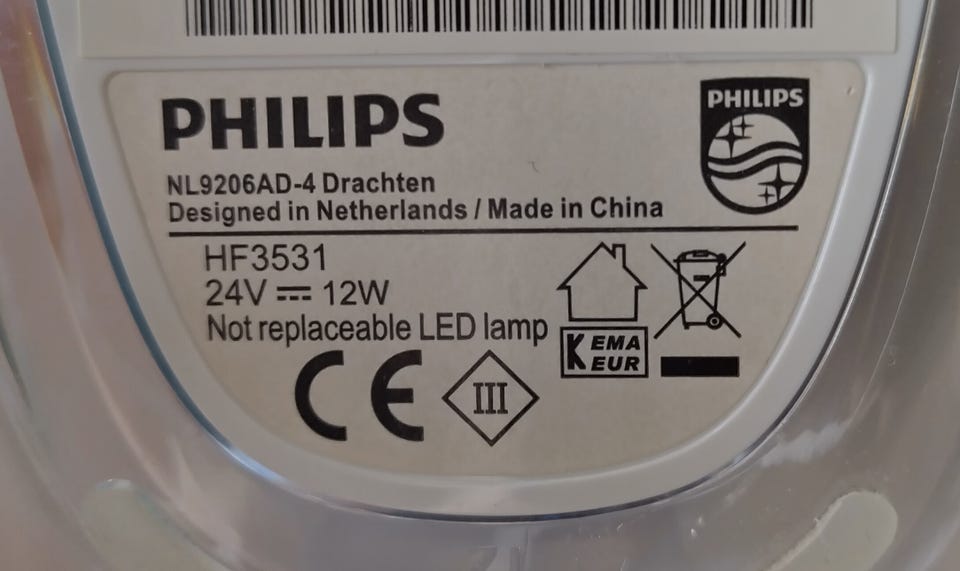 PHILIPS
PHILIPS
NL9206AD-4 Drachten
Designed in Netherlands / Made in China
HF3531
24V ⎓ 12W
Not replaceable LED lamp
KEMA
KEUR
CE
III